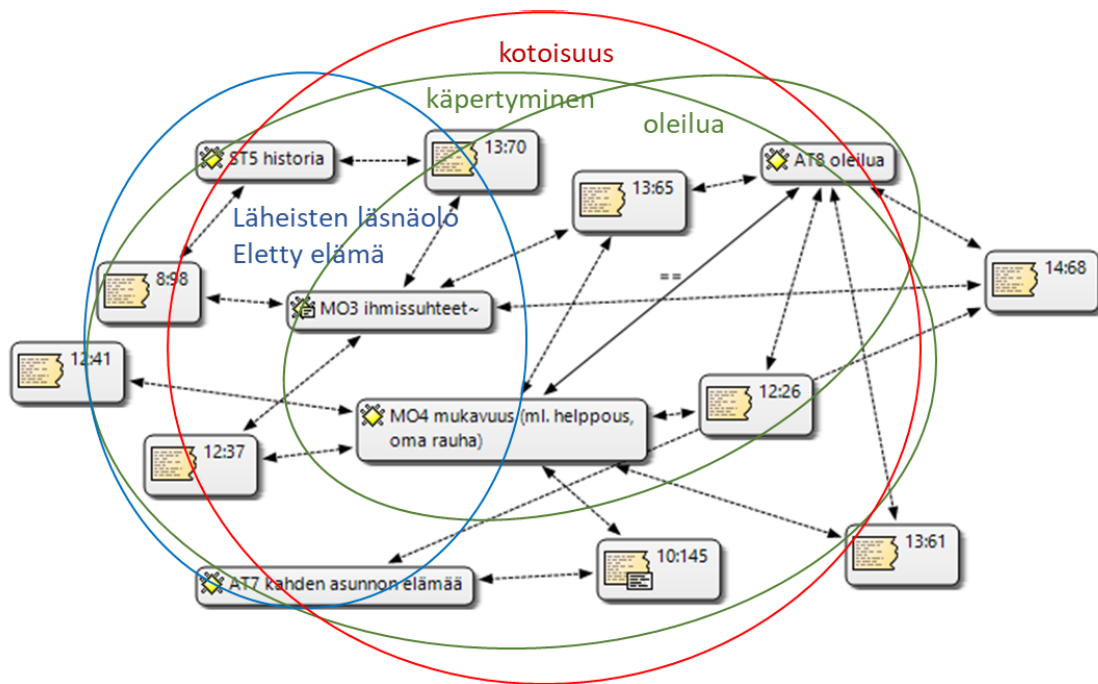 kotoisuus
käpertyminen
oleilua
ST5 historia
13:70
AT8 oleilua
13:65
Läheisten läsnäolo
Eletty elämä
8:98
==
14:68
MO3 ihmissuhteet~
12:41
12:26
MO4 mukavuus (ml. helppous,
oma rauha)
12:37
13:61
10:145
AT7 kahden asunnon elämää